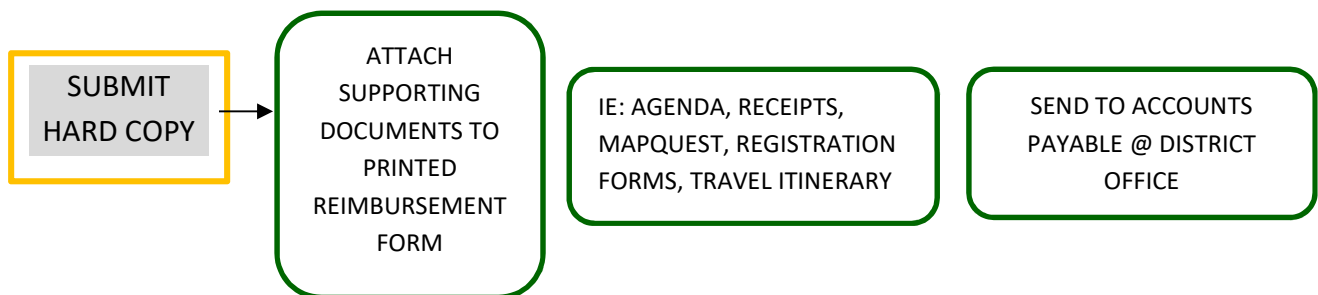 SUBMIT
HARD COPY
ATTACH
SUPPORTING
DOCUMENTS TO
PRINTED
REIMBURSEMENT
FORM
IE: AGENDA, RECEIPTS,
MAPQUEST, REGISTRATION
FORMS, TRAVEL ITINERARY
SEND TO ACCOUNTS
PAYABLE @ DISTRICT
OFFICE